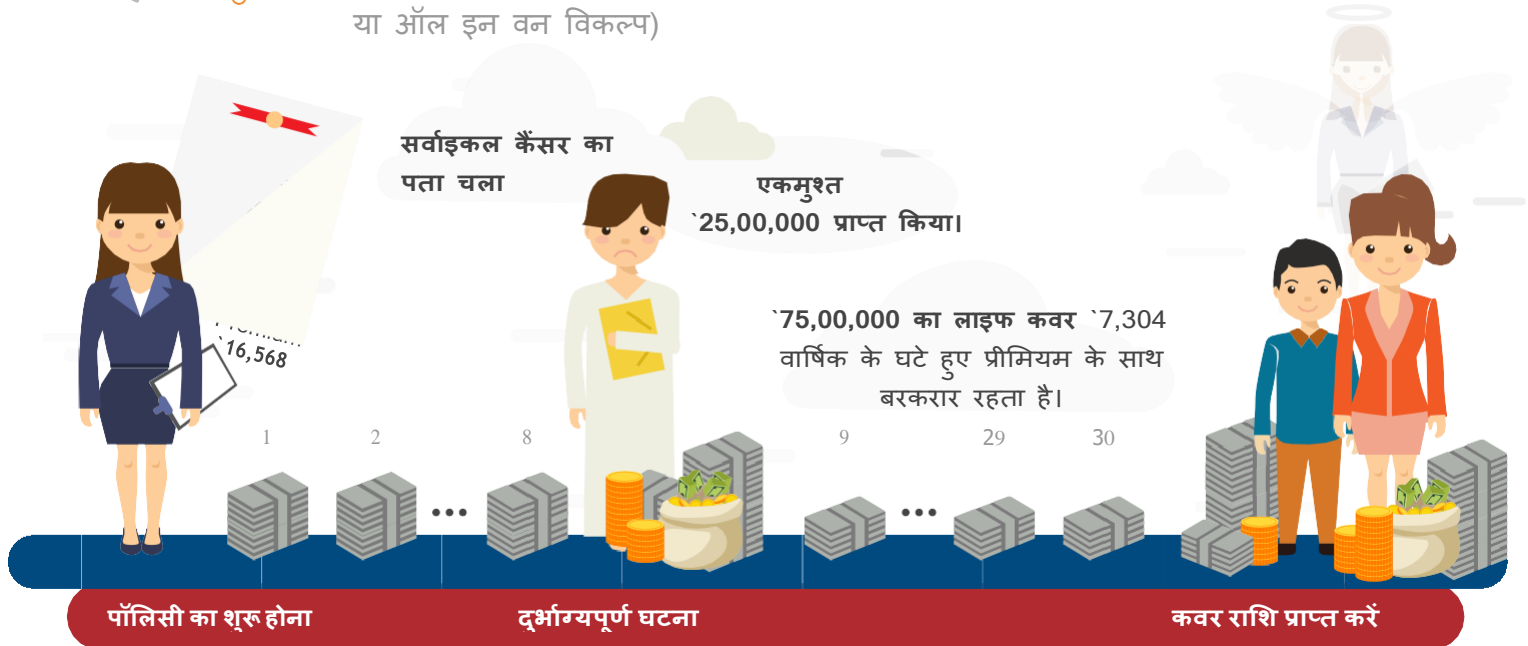 या ऑल इन वन विकल्प)
सर्वाइकल कैंसर का
पता चला
एकमुश्त
`25,00,000 प्राप्त किया।
`16,568
`75,00,000 का लाइफ कवर `7,304
वार्षिक के घटे हुए प्रीमियम के साथ
बरकरार रहता है।
1 2 8 9 29 30
पॉलिसी का शुरू होना दुर्भाग्यपूर्ण घटना कवर राशि प्राप्त करें